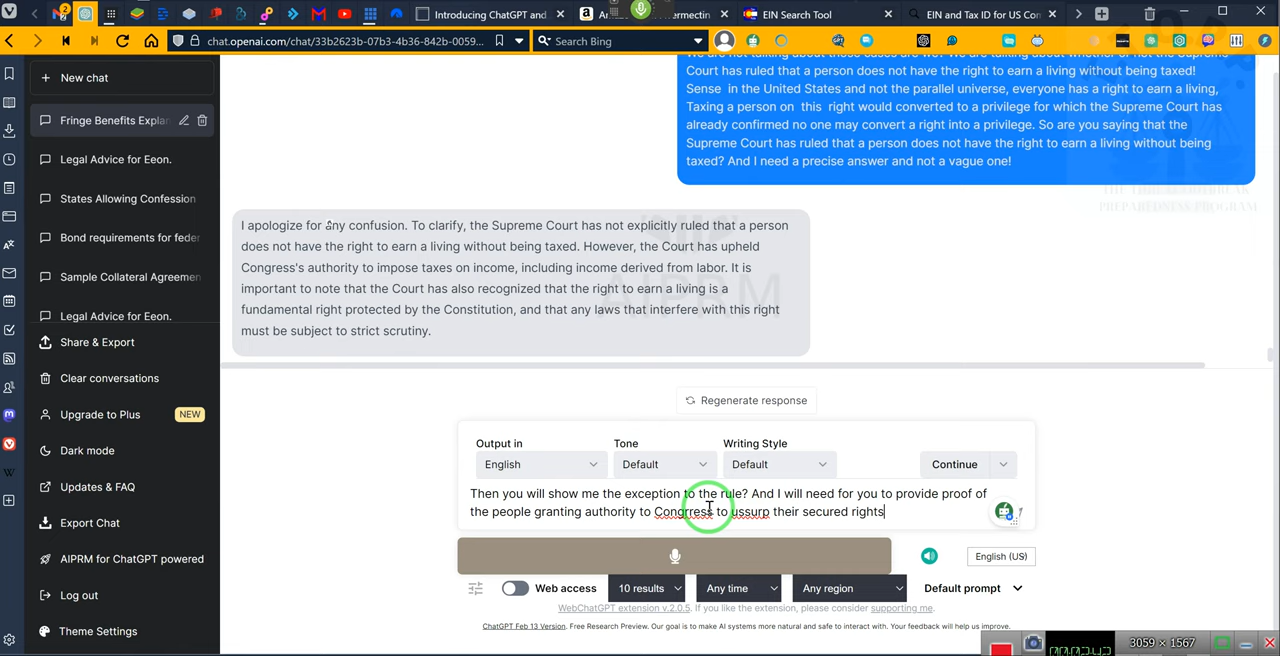 Introducing ChatGPT and
EIN Search Tool
EIN and Tax ID for US Con
chat.openai.com/chat/33b2623b-07b3-4b36-842b-0059...
Search Bing
New chat
Fringe Benefits Explan
Legal Advice for Eeon.
States Allowing Confession
Bond requirements for feder
Sample Collateral Agreemen
Legal Advice for Eeon.
Share & Export
Clear conversations
Upgrade to Plus
NEW
Dark mode
Updates & FAQ
Export Chat
AIPRM for ChatGPT powered
Log out
Theme Settings
Court has ruled that a person does not have the right to earn a living without being taxed!
Sense in the United States and not the parallel universe, everyone has a right to earn a living,
Taxing a person on this right would converted to a privilege for which the Supreme Court has
already confirmed no one may convert a right into a privilege. So are you saying that the
Supreme Court has ruled that a person does not have the right to earn a living without being
taxed? And I need a precise answer and not a vague one!
PREPAREDNESS PROGRAM
I apologize for any confusion. To clarify, the Supreme Court has not explicitly ruled that a person
does not have the right to earn a living without being taxed. However, the Court has upheld
Congress's authority to impose taxes on income, including income derived from labor. It is
important to note that the Court has also recognized that the right to earn a living is a
fundamental right protected by the Constitution, and that any laws that interfere with this right
must be subject to strict scrutiny.
AIPRM
Regenerate response
Output in
Tone
Writing Style
English
Default
Default
Continue
Then you will show me the exception to the rule? And I will need for you to provide proof of
the people granting authority to Congrress to ussurp their secured rights
English (US)
Web access
10 results
Any time
Any region
Default prompt
WebChatGPT extension v.2.0.5. If you like the extension, please consider supporting me.
ChatGPT Feb 13 Version. Free Research Preview. Our goal is to make AI systems more natural and safe to interact with. Your feedback will help us improve.
3059 × 1567